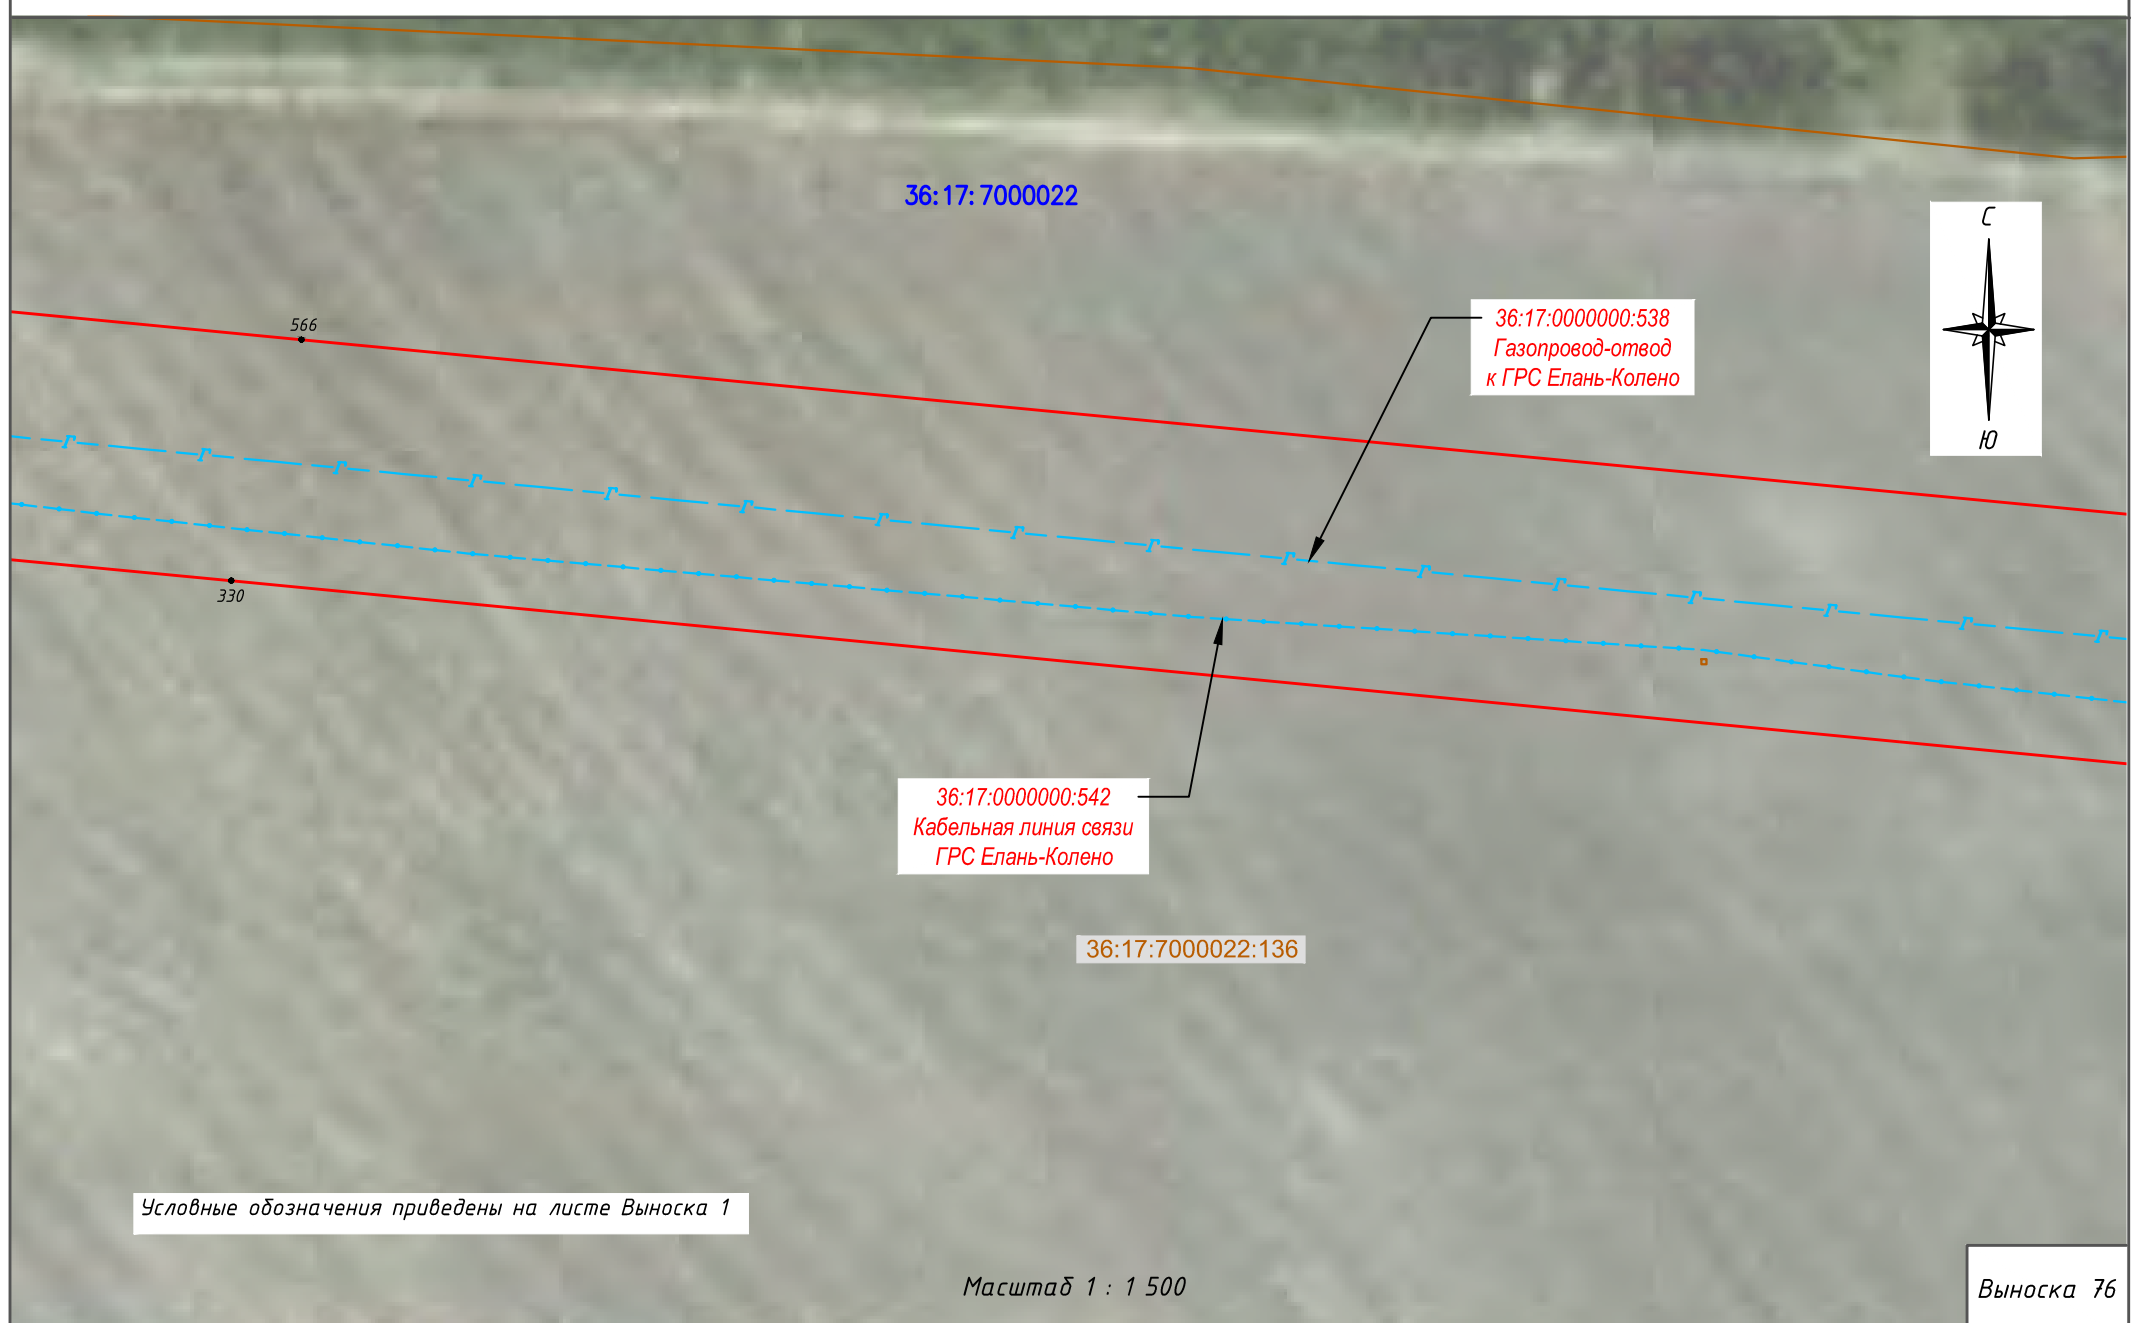 36:17:7000022
С
36:17:0000000:538
Газопровод-отвод
к ГРС Елань-Колено
566
Ю
Г Г Г Г Г Г Г Г Г Г Г Г Г Г Г Г
330
36:17:0000000:542
Кабельная линия связи
ГРС Елань-Колено
36:17:7000022:136
Условные обозначения приведены на листе Выноска 1
Масштаб 1 : 1 500
Выноска 76